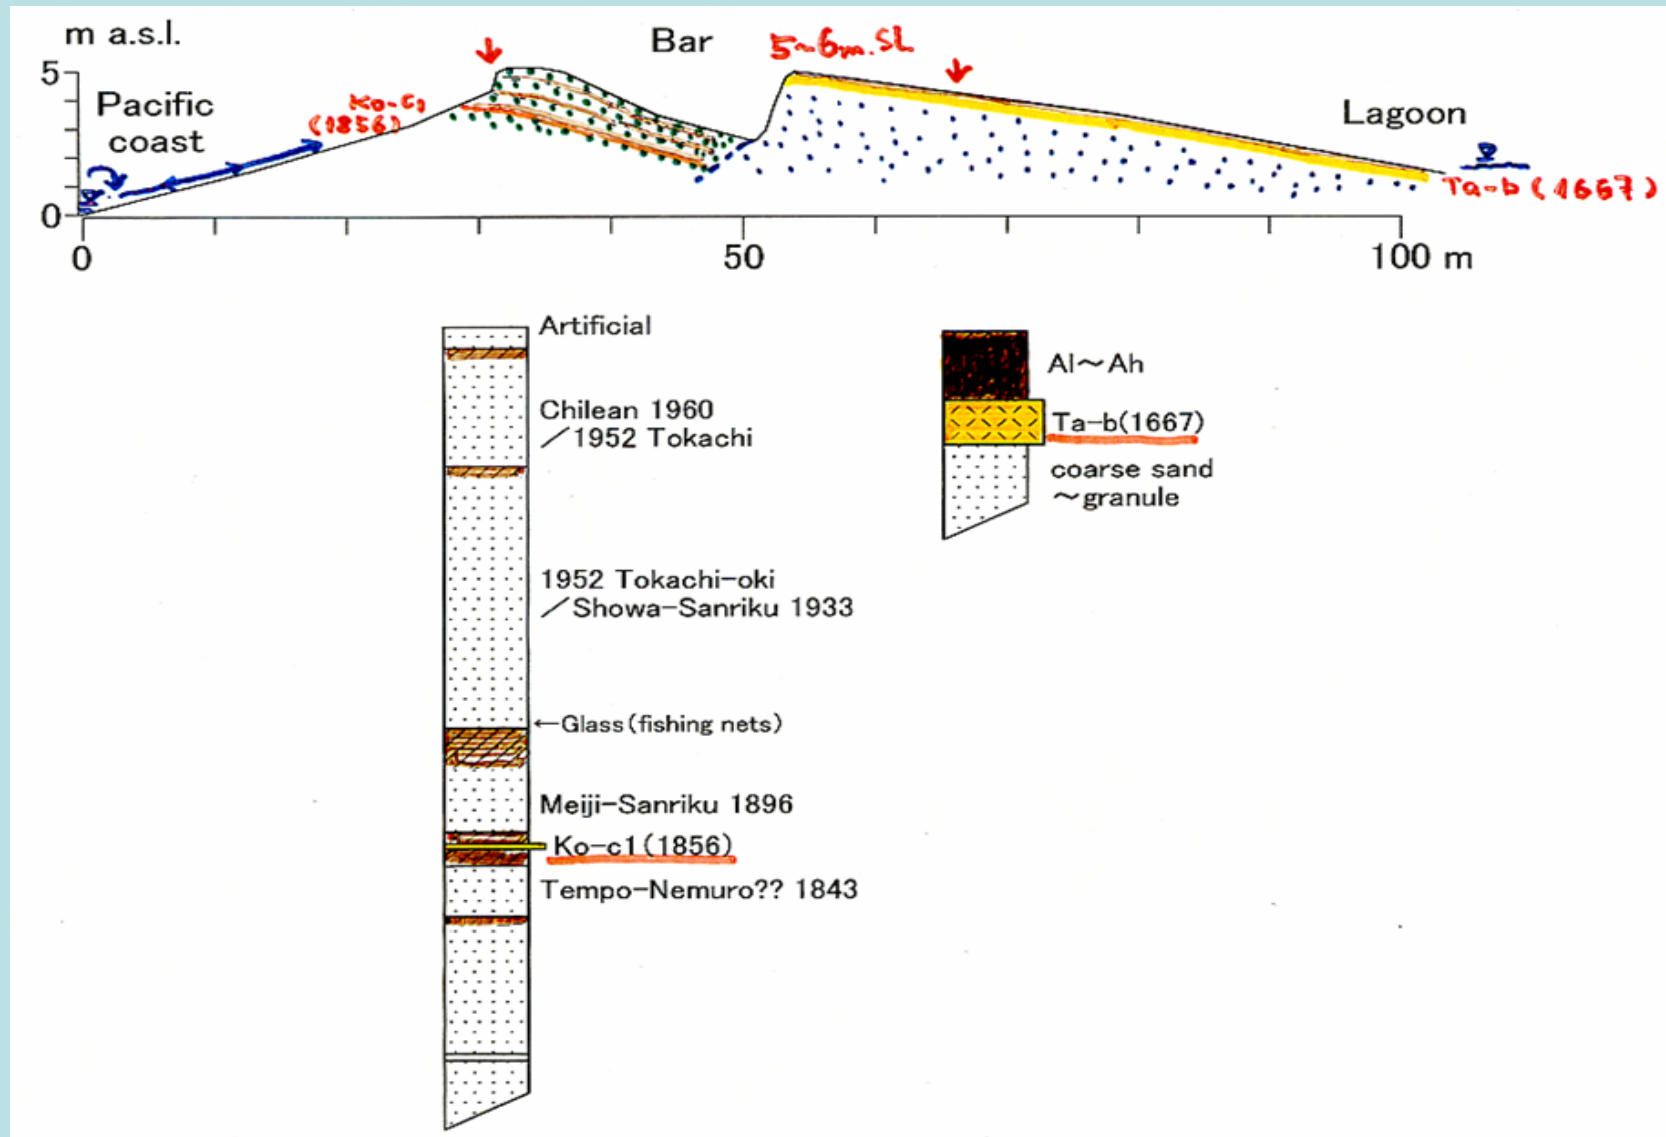 m a.s.l.
Bar
5~6m. SL
5
Pacific
coast
Ko-c1
(1856)
Lagoon
Ta-b (1667)
0
0
50
100 m
Artificial
Chilean 1960
／1952 Tokachi
1952 Tokachi-oki
／Showa-Sanriku 1933
←Glass(fishing nets)
Meiji-Sanriku 1896
Ko-c1(1856)
Tempo-Nemuro?? 1843
Al～Ah
Ta-b(1667)
coarse sand
～granule